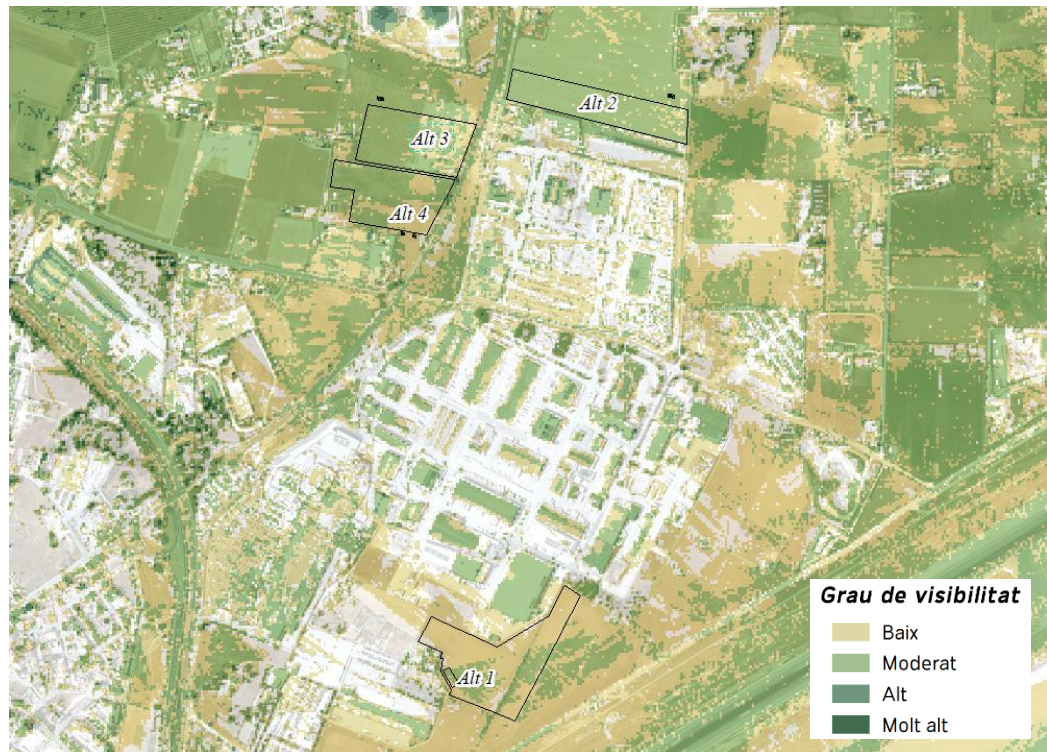 Alt 2
Alt 3
Alt 4
Alt 1
Grau de visibilitat
Baix
Moderat
Alt
Molt alt